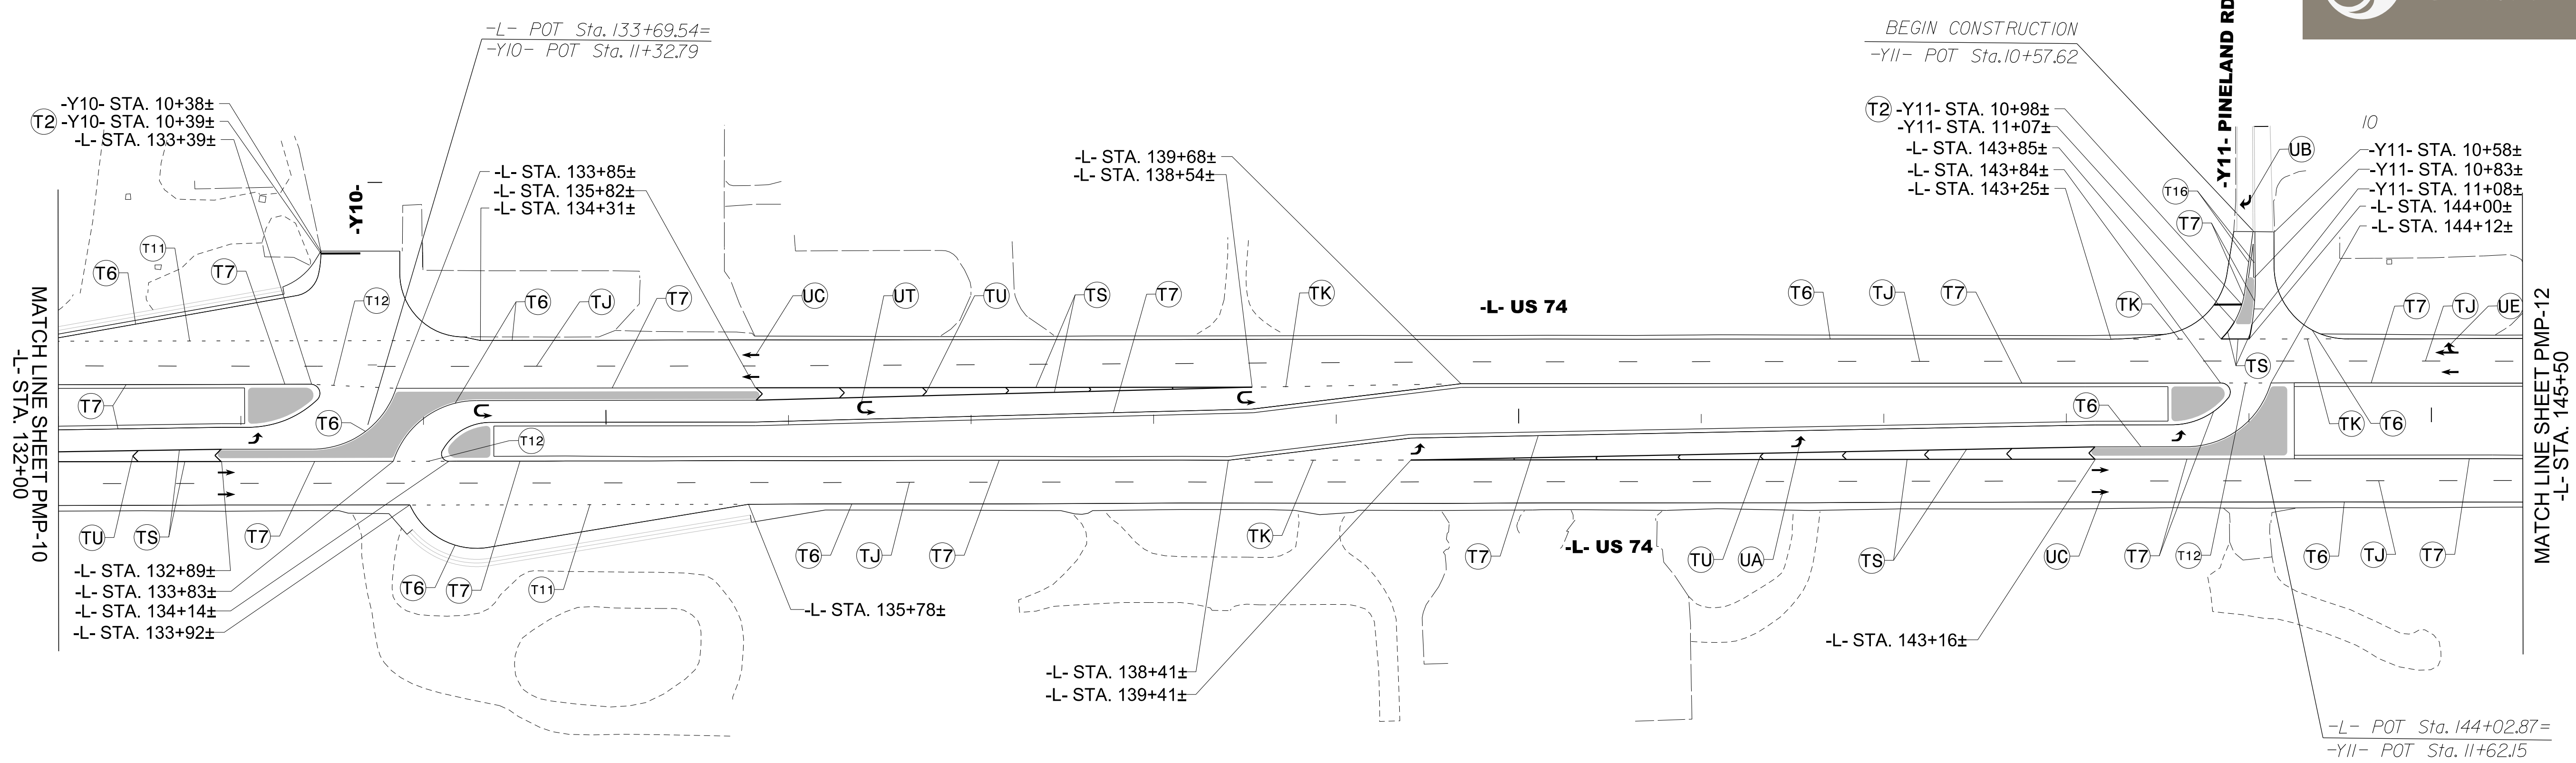 -L- POT Sta. 133+69.54=
-Y10- POT Sta. 11+32.79
BEGIN CONSTRUCTION
-Y11- POT Sta. 10+57.62
-Y11- PINELAND RD
-Y10- STA. 10+38±
T2 -Y10- STA. 10+39±
-L- STA. 133+39±
-Y10-
-L- STA. 133+85±
-L- STA. 135+82±
-L- STA. 134+31±
-L- STA. 139+68±
-L- STA. 138+54±
T2 -Y11- STA. 10+98±
-Y11- STA. 11+07±
-L- STA. 143+85±
-L- STA. 143+84±
-L- STA. 143+25±
10
UB
-Y11- STA. 10+58±
-Y11- STA. 10+83±
-Y11- STA. 11+08±
-L- STA. 144+00±
-L- STA. 144+12±
T16
T7
T11
T6
T7
T12
T6
TJ
T7
UC
UT
TU
TS
T7
TK
-L- US 74
T6
TJ
T7
TK
T7
TJ
UE
TS
MATCH LINE SHEET PMP-10
-L- STA. 132+00
MATCH LINE SHEET PMP-12
-L- STA. 145+50
T7
T6
T12
T6
TK
T6
TU
TS
T7
T6
T7
T11
T6
TJ
T7
TK
T7
-L- US 74
TU
UA
TS
UC
T7
T12
T6
TJ
T7
-L- STA. 132+89±
-L- STA. 133+83±
-L- STA. 134+14±
-L- STA. 133+92±
-L- STA. 135+78±
-L- STA. 138+41±
-L- STA. 139+41±
-L- STA. 143+16±
-L- POT Sta. 144+02.87=
-Y11- POT Sta. 11+62.15